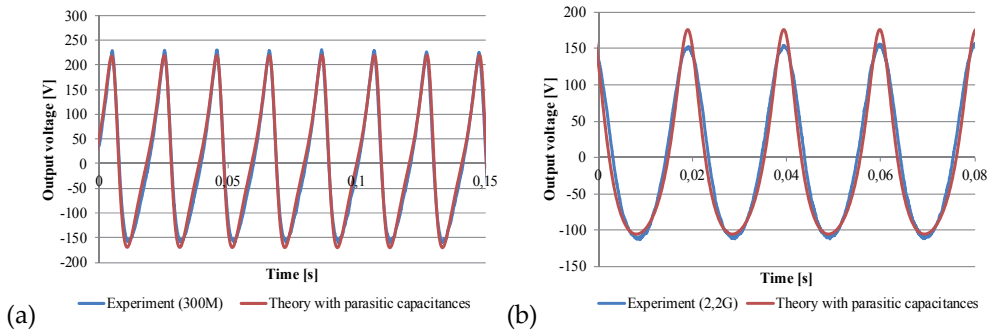 300
250
200
150
100
50
0
-50
-100
-150
-200
Output voltage [V]
0
0,05
0,1
0,15
Time [s]
Experiment (300M)
Theory with parasitic capacitances
(a)
200
150
100
50
0
-50
-100
-150
Output voltage [V]
0
0,02
0,04
0,06
0,08
Time [s]
Experiment (2,2G)
Theory with parasitic capacitances
(b)